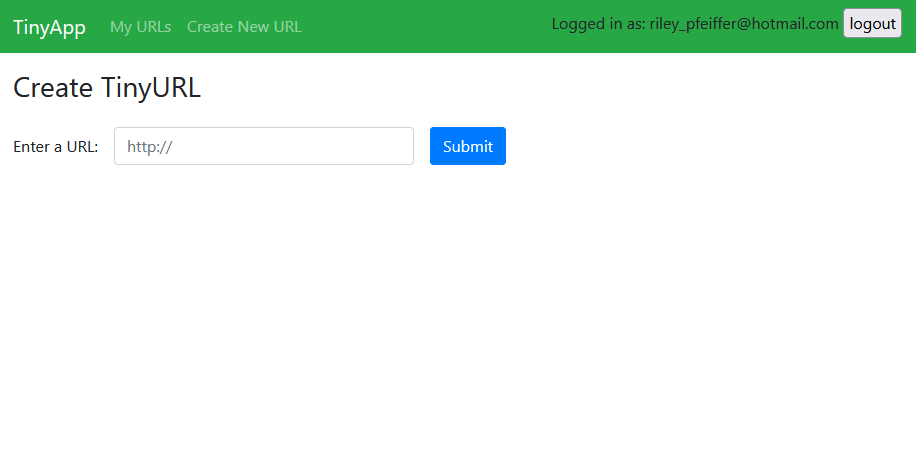 TinyApp My URLs Create New URL Logged in as: riley_pfeiffer@hotmail.com logout
Create TinyURL
Enter a URL: http:// Submit